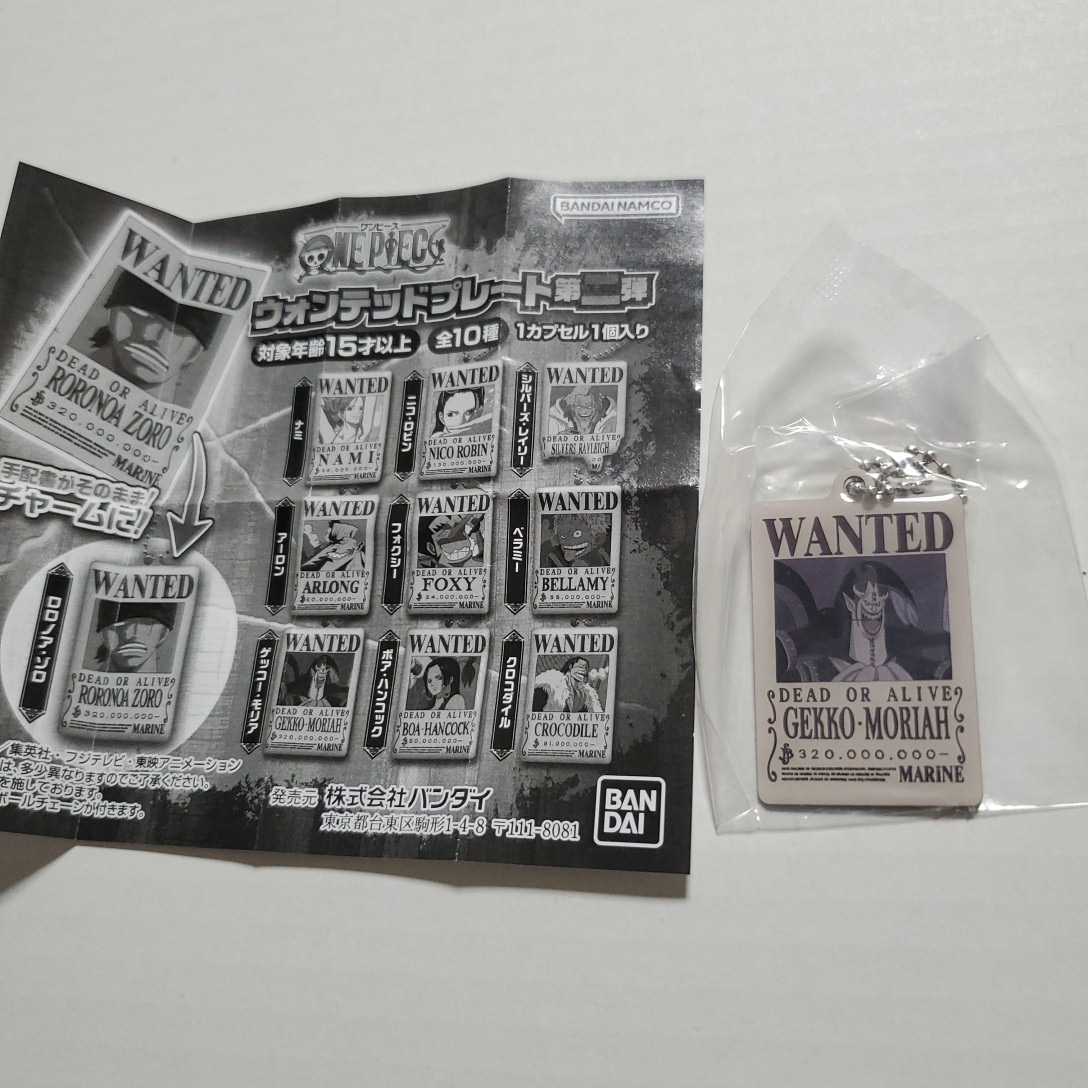 BANDAI NAMCO
ワンピース
ONE PIECE
ウォンテッドプレート第二弾
対象年齢15才以上 全10種 1カプセル1個入り
WANTED
DEAD OR ALIVE
RORONOA ZORO
320.000.000-
MARINE
手配書がそのまま!
チャームに!
ロロノア・ゾロ
WANTED
DEAD OR ALIVE
RORONOA ZORO
320.000.000-
MARINE
ナミ
WANTED
DEAD OR ALIVE
NAMI
MARINE
ニコ・ロビン
WANTED
DEAD OR ALIVE
NICO ROBIN
MARINE
シルバーズ・レイリー
WANTED
DEAD OR ALIVE
SILVERS RAYLEIGH
アーロン
WANTED
DEAD OR ALIVE
ARLONG
MARINE
フォクシー
WANTED
DEAD OR ALIVE
FOXY
24.000.000-
MARINE
ベラミー
WANTED
DEAD OR ALIVE
BELLAMY
MARINE
ゲッコー・モリア
WANTED
DEAD OR ALIVE
GEKKO·MORIAH
320.000.000-
MARINE
ボア・ハンコック
WANTED
DEAD OR ALIVE
BOA·HANCOCK
80.000.000-
MARINE
クロコダイル
WANTED
DEAD OR ALIVE
CROCODILE
81.000.000-
MARINE
集英社・フジテレビ・東映アニメーション
は、多少異なりますのでご了承ください。
を施しております。
ボールチェーンが付きます。
発売元 株式会社バンダイ
東京都台東区駒形1-4-8 〒111-8081
BAN
DAI
WANTED
DEAD OR ALIVE
GEKKO·MORIAH
320.000.000-
MARINE